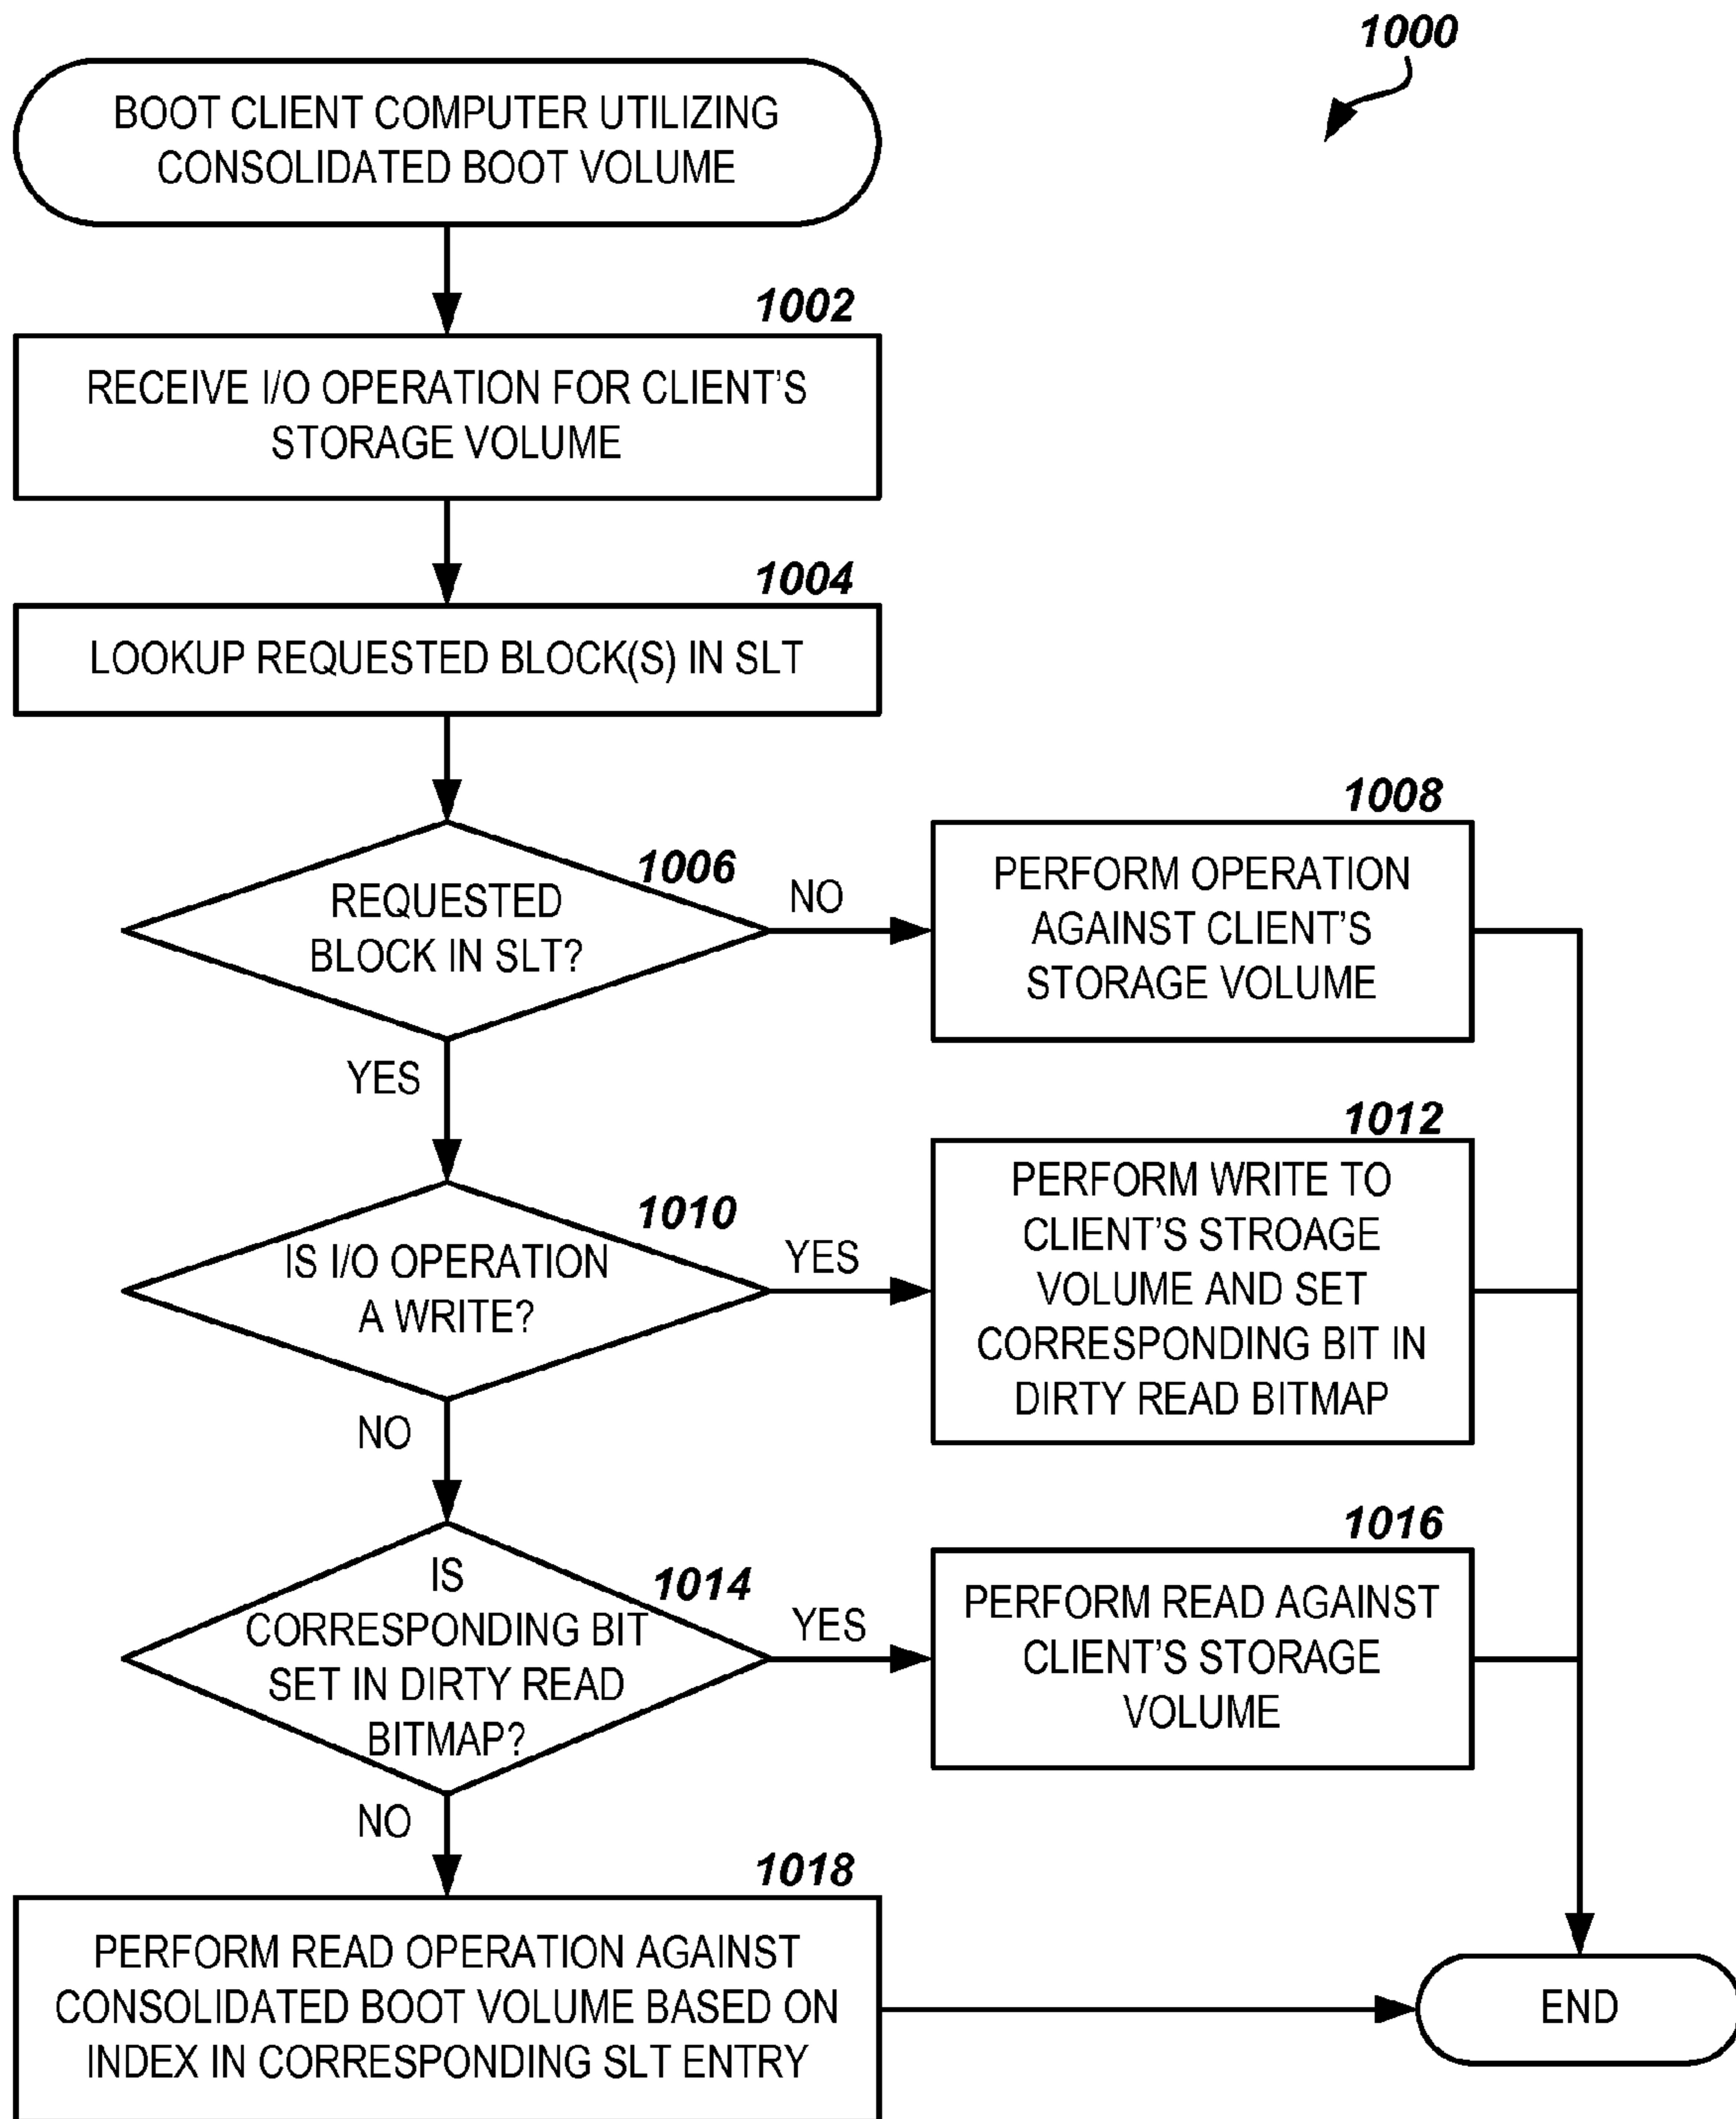 1000
BOOT CLIENT COMPUTER UTILIZING
CONSOLIDATED BOOT VOLUME
1002
RECEIVE I/O OPERATION FOR CLIENT'S
STORAGE VOLUME
1004
LOOKUP REQUESTED BLOCK(S) IN SLT
1006
REQUESTED
BLOCK IN SLT?
NO
YES
1008
PERFORM OPERATION
AGAINST CLIENT'S
STORAGE VOLUME
1010
IS I/O OPERATION
A WRITE?
YES
NO
1012
PERFORM WRITE TO
CLIENT'S STROAGE
VOLUME AND SET
CORRESPONDING BIT IN
DIRTY READ BITMAP
1014
IS
CORRESPONDING BIT
SET IN DIRTY READ
BITMAP?
YES
NO
1016
PERFORM READ AGAINST
CLIENT'S STORAGE
VOLUME
1018
PERFORM READ OPERATION AGAINST
CONSOLIDATED BOOT VOLUME BASED ON
INDEX IN CORRESPONDING SLT ENTRY
END